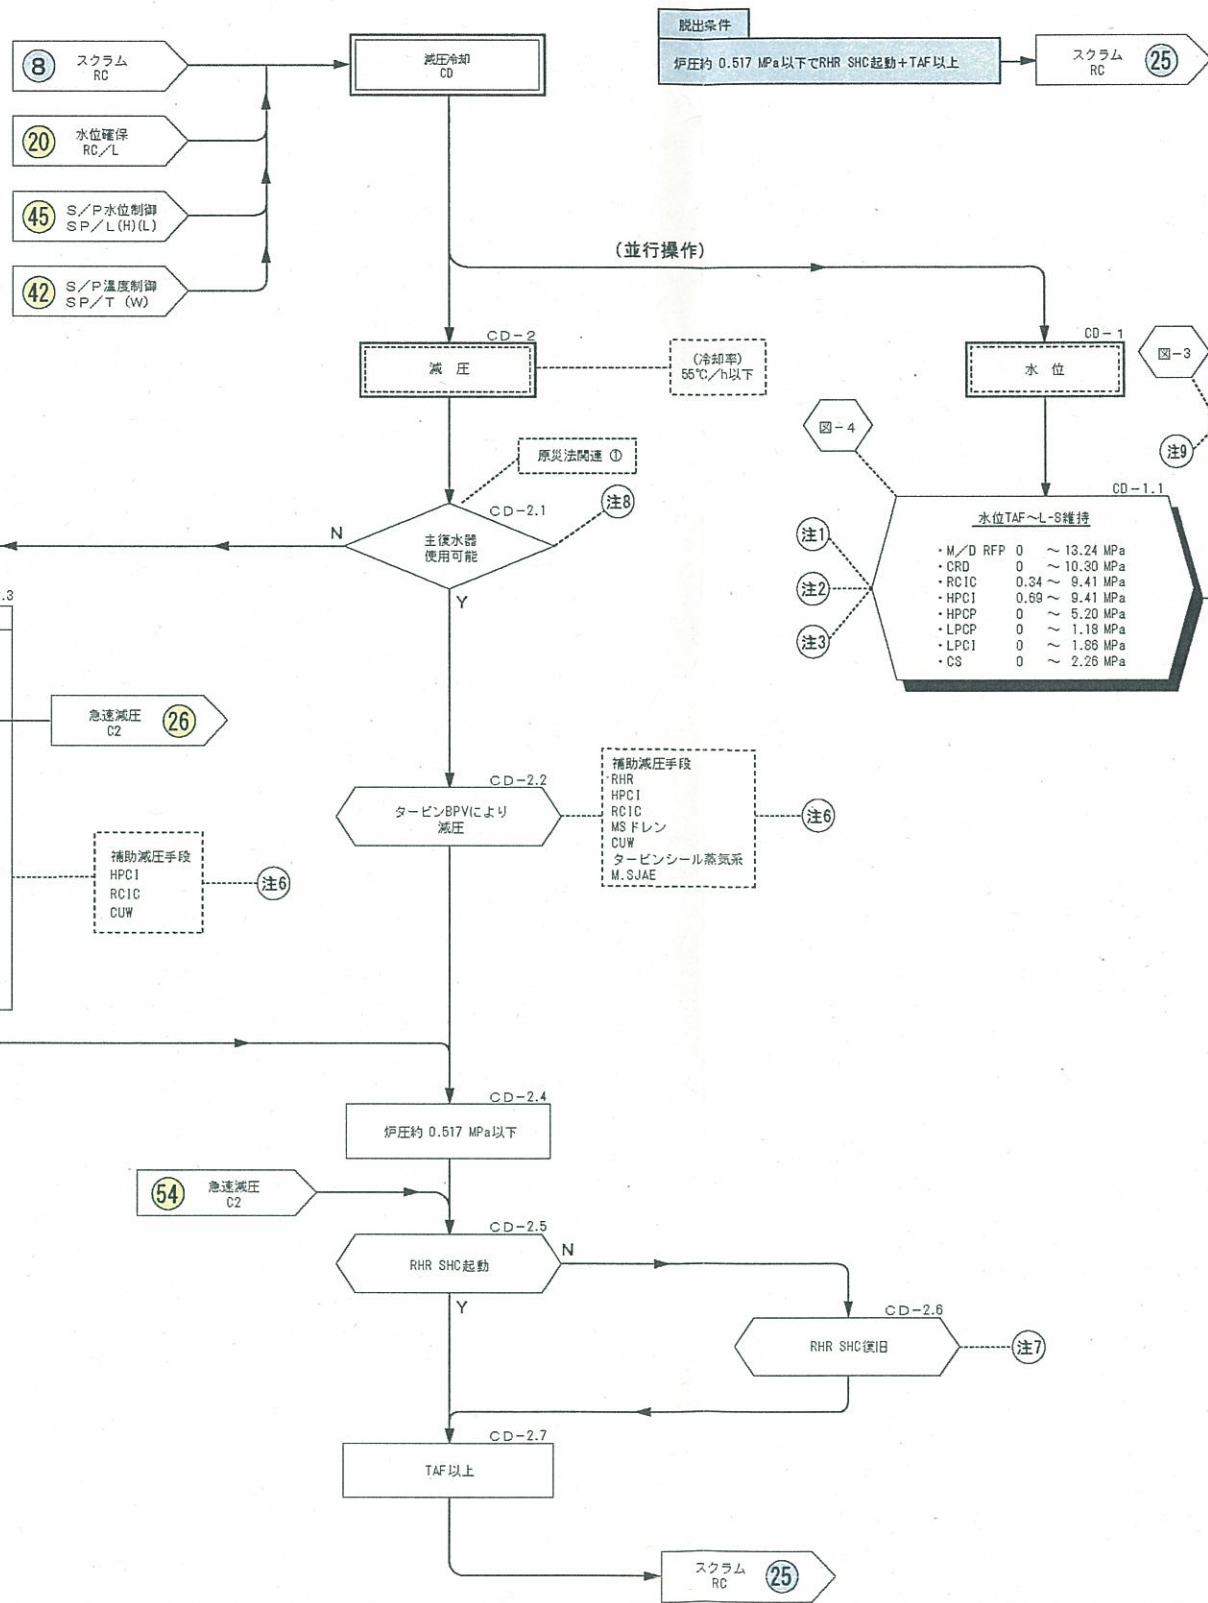 脱出条件
炉圧約 0.517 MPa以下でRHR SHC起動+TAF以上
スクラム
RC
25
8
スクラム
RC
減圧冷却
CD
20
水位確保
RC/L
45
S/P水位制御
SP/L(H)(L)
42
S/P温度制御
SP/T (W)
(並行操作)
CD-2
減 圧
(冷却率)
55℃/h以下
CD-1
水 位
図-3
注9
図-4
原災法関連 ①
CD-2.1
注8
主復水器
使用可能
N
Y
CD-1.1
水位TAF~L-8維持
・M/D RFP 0 ~ 13.24 MPa
・CRD 0 ~ 10.30 MPa
・RCIC 0.34 ~ 9.41 MPa
・HPCI 0.69 ~ 9.41 MPa
・HPCP 0 ~ 5.20 MPa
・LPCP 0 ~ 1.18 MPa
・LPCI 0 ~ 1.86 MPa
・CS 0 ~ 2.26 MPa
注1
注2
注3
.3
急速減圧
C2
26
CD-2.2
タービンBPVにより
減圧
補助減圧手段
RHR
HPCI
RCIC
MSドレン
CUW
タービンシール蒸気系
M.SJAE
注6
補助減圧手段
HPCI
RCIC
CUW
注6
CD-2.4
炉圧約 0.517 MPa以下
54
急速減圧
C2
CD-2.5
RHR SHC起動
N
Y
CD-2.6
RHR SHC復旧
注7
CD-2.7
TAF以上
スクラム
RC
25